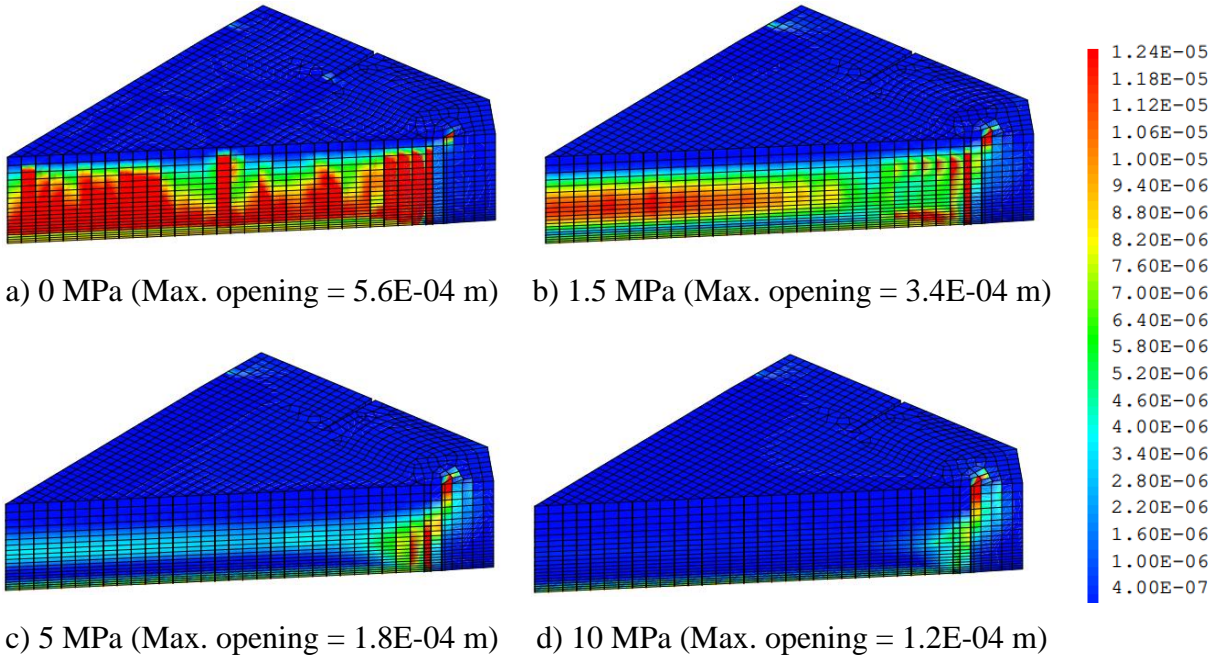 a) 0 MPa (Max. opening = 5.6E-04 m)
b) 1.5 MPa (Max. opening = 3.4E-04 m)
c) 5 MPa (Max. opening = 1.8E-04 m)
d) 10 MPa (Max. opening = 1.2E-04 m)
1.24E-05
1.18E-05
1.12E-05
1.06E-05
1.00E-05
9.40E-06
8.80E-06
8.20E-06
7.60E-06
7.00E-06
6.40E-06
5.80E-06
5.20E-06
4.60E-06
4.00E-06
3.40E-06
2.80E-06
2.20E-06
1.60E-06
1.00E-06
4.00E-07